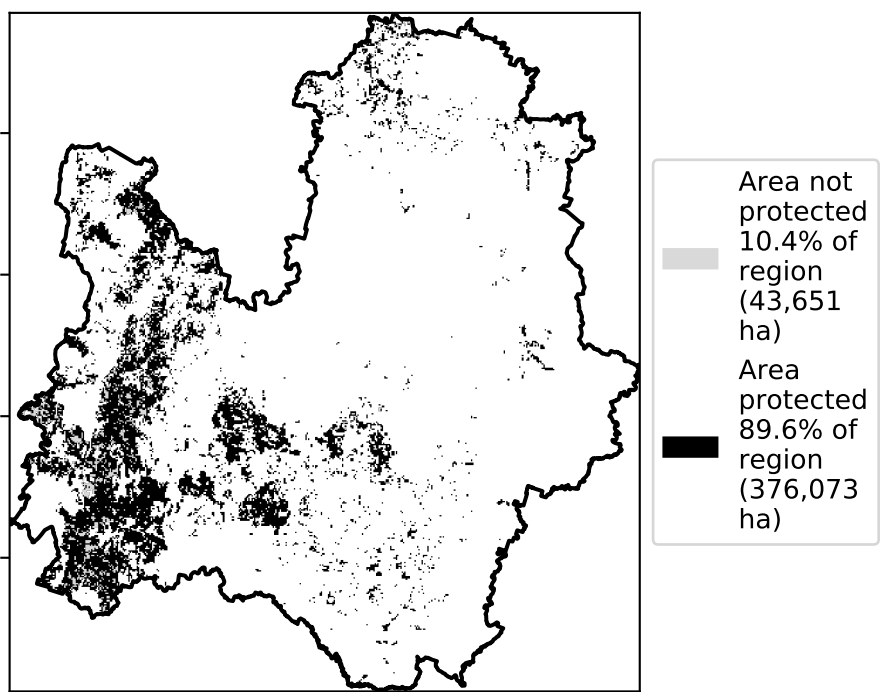 Area not
protected
10.4% of
region
(43,651
ha)
Area
protected
89.6% of
region
(376,073
ha)